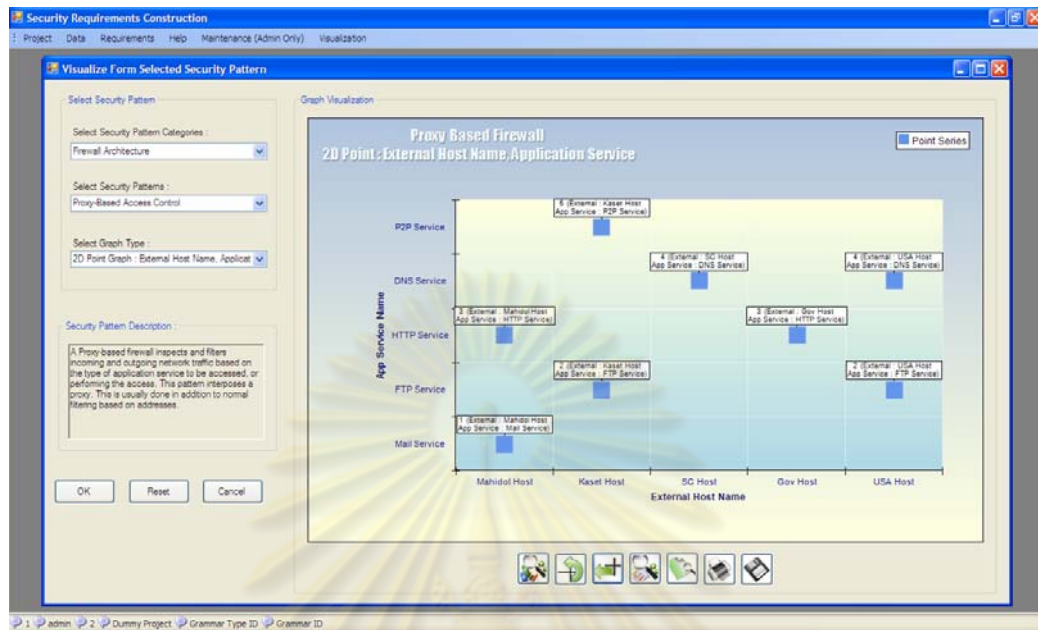 Security Requirements Construction
Project Data Requirements Help Maintenance (Admin Only) Visualization
Visualize Form Selected Security Pattern
Select Security Pattern
Select Security Pattern Categories :
Firewall Architecture
Select Security Patterns :
Proxy-Based Access Control
Select Graph Type :
2D Point Graph : External Host Name, Applicat
Security Pattern Description :
A Proxy-based firewall inspects and filters
incoming and outgoing network traffic based on
the type of application service to be accessed, or
performing the access. This pattern interposes a
proxy. This is usually done in addition to normal
filtering based on addresses.
OK Reset Cancel
Graph Visualization
Proxy Based Firewall
2D Point : External Host Name, Application Service
Point Series
App Service Name
P2P Service
DNS Service
HTTP Service
FTP Service
Mail Service
5 (External : Kaset Host
App Service : P2P Service)
4 (External : SC Host
App Service : DNS Service)
4 (External : USA Host
App Service : DNS Service)
3 (External : Mahidol Host
App Service : HTTP Service)
3 (External : Gov Host
App Service : HTTP Service)
2 (External : Kaset Host
App Service : FTP Service)
2 (External : USA Host
App Service : FTP Service)
1 (External : Mahidol Host
App Service : Mail Service)
Mahidol Host Kaset Host SC Host Gov Host USA Host
External Host Name
1 admin 2 Dummy Project Grammar Type ID Grammar ID